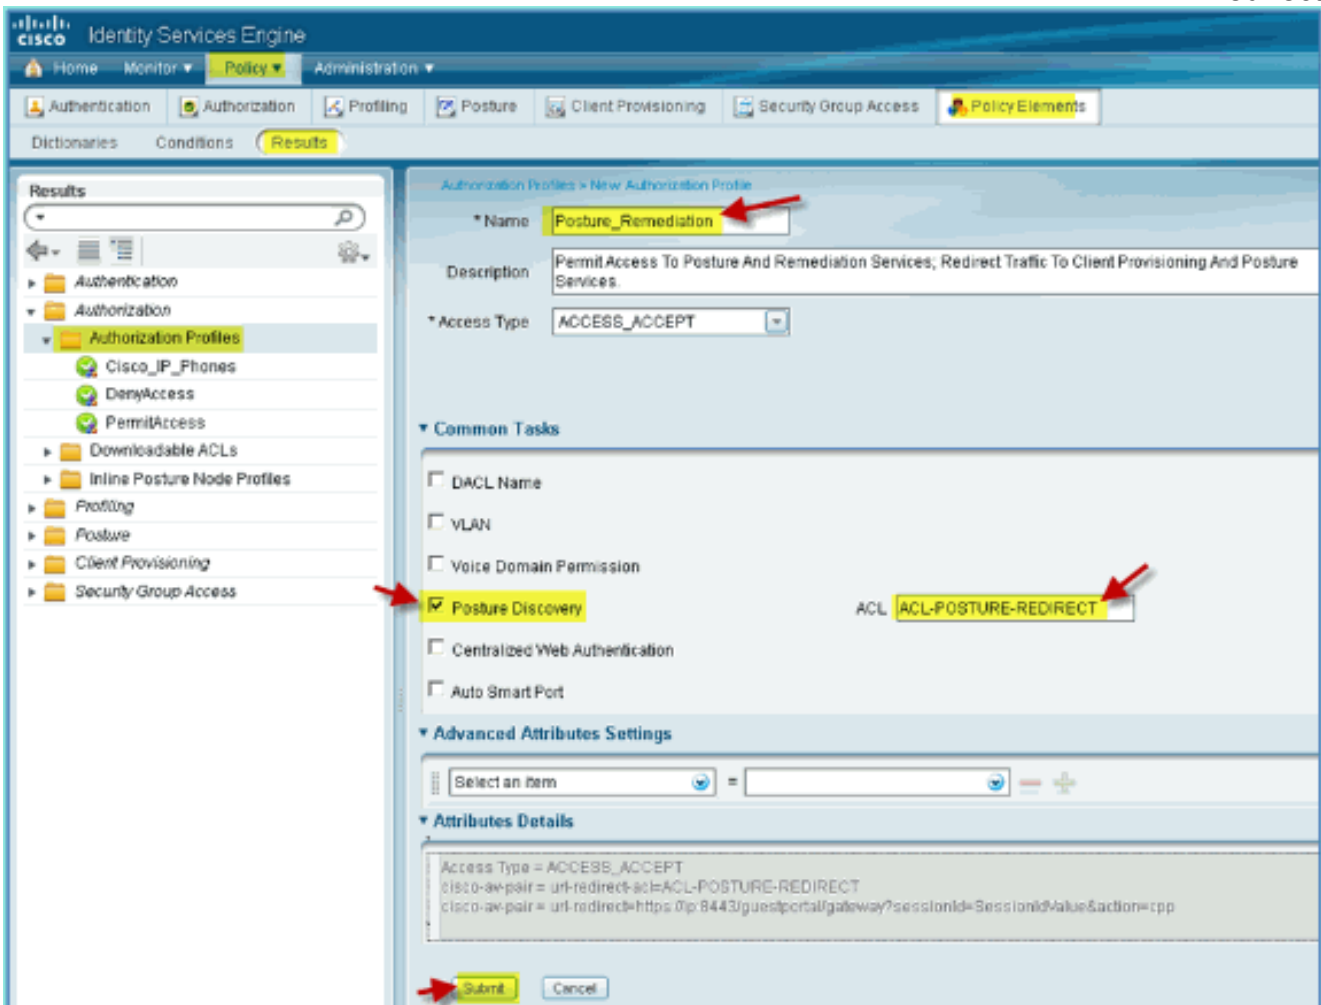 CISCO Identity Services Engine
Home Monitor Policy Administration
Authentication Authorization Profiling Posture Client Provisioning Security Group Access Policy Elements
Dictionaries Conditions Results
Results
Authentication
Authorization
Authorization Profiles
Cisco_IP_Phones
DenyAccess
PermitAccess
Downloadable ACLs
Inline Posture Node Profiles
Profiling
Posture
Client Provisioning
Security Group Access
Authorization Profiles > New Authorization Profile
* Name Posture_Remediation
Description Permit Access To Posture And Remediation Services; Redirect Traffic To Client Provisioning And Posture
Services.
* Access Type ACCESS_ACCEPT
Common Tasks
DACL Name
VLAN
Voice Domain Permission
Posture Discovery ACL ACL-POSTURE-REDIRECT
Centralized Web Authentication
Auto Smart Port
Advanced Attributes Settings
Select an item =
Attributes Details
Access Type = ACCESS_ACCEPT
cisco-av-pair = url-redirect-acl=ACL-POSTURE-REDIRECT
cisco-av-pair = url-redirect=https://ip:8443/guestportal/gateway?sessionId=SessionIdValue&action=cpp
Submit Cancel